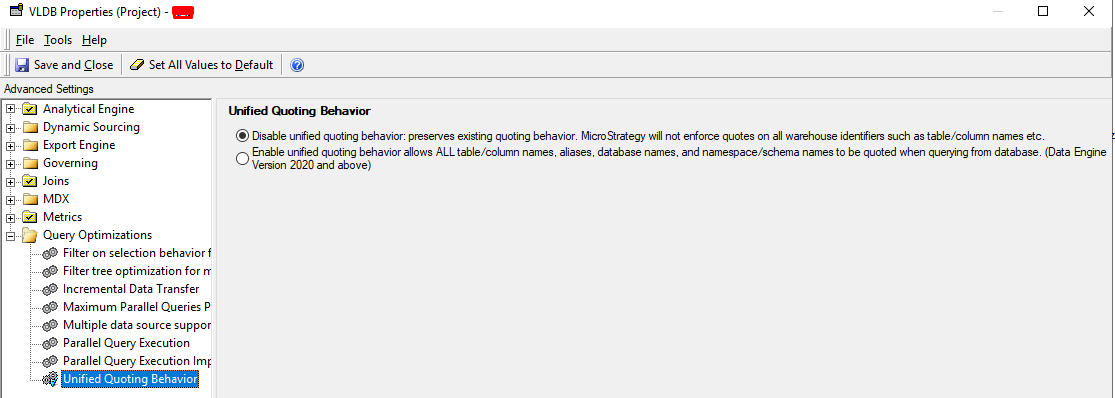 VLDB Properties (Project) -
File Tools Help
Save and Close Set All Values to Default
Advanced Settings
Analytical Engine
Dynamic Sourcing
Export Engine
Governing
Joins
MDX
Metrics
Query Optimizations
Filter on selection behavior f
Filter tree optimization for m
Incremental Data Transfer
Maximum Parallel Queries P
Multiple data source suppor
Parallel Query Execution
Parallel Query Execution Imp
Unified Quoting Behavior
Unified Quoting Behavior
Disable unified quoting behavior: preserves existing quoting behavior. MicroStrategy will not enforce quotes on all warehouse identifiers such as table/column names etc.
Enable unified quoting behavior allows ALL table/column names, aliases, database names, and namespace/schema names to be quoted when querying from database. (Data Engine
Version 2020 and above)